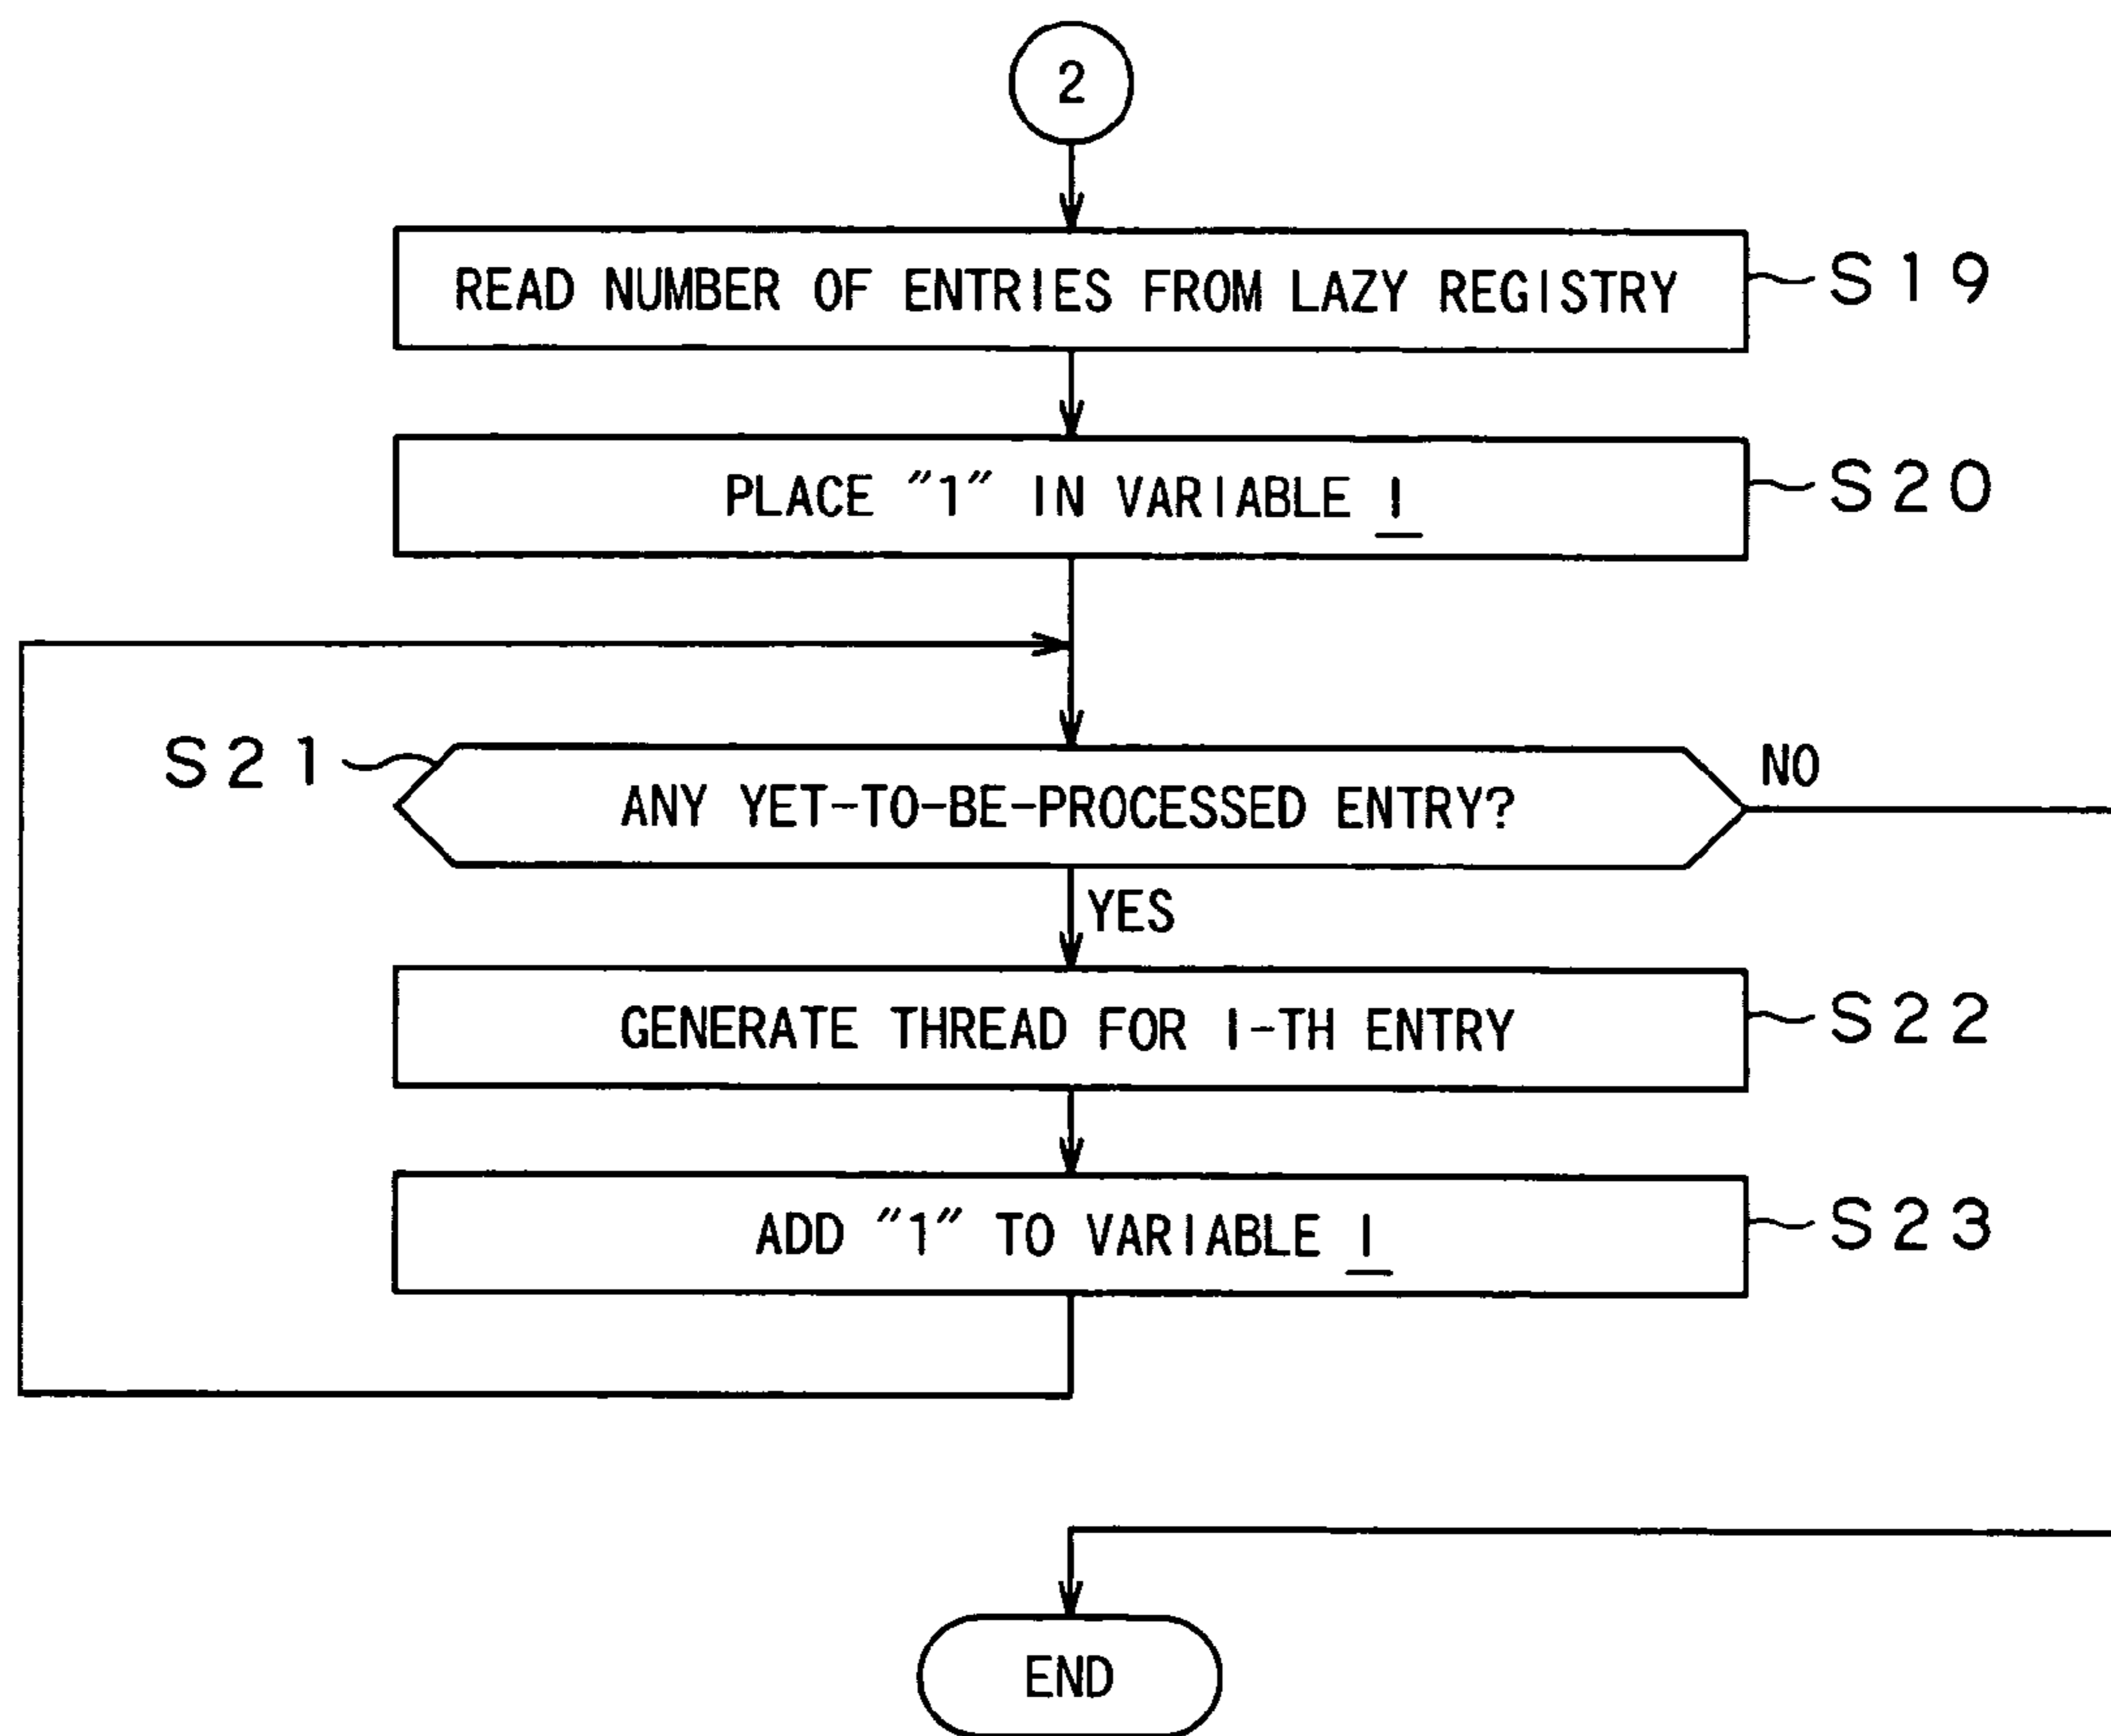 2
READ NUMBER OF ENTRIES FROM LAZY REGISTRY
S19
PLACE "1" IN VARIABLE I
S20
S21
ANY YET-TO-BE-PROCESSED ENTRY?
NO
YES
GENERATE THREAD FOR I-TH ENTRY
S22
ADD "1" TO VARIABLE I
S23
END